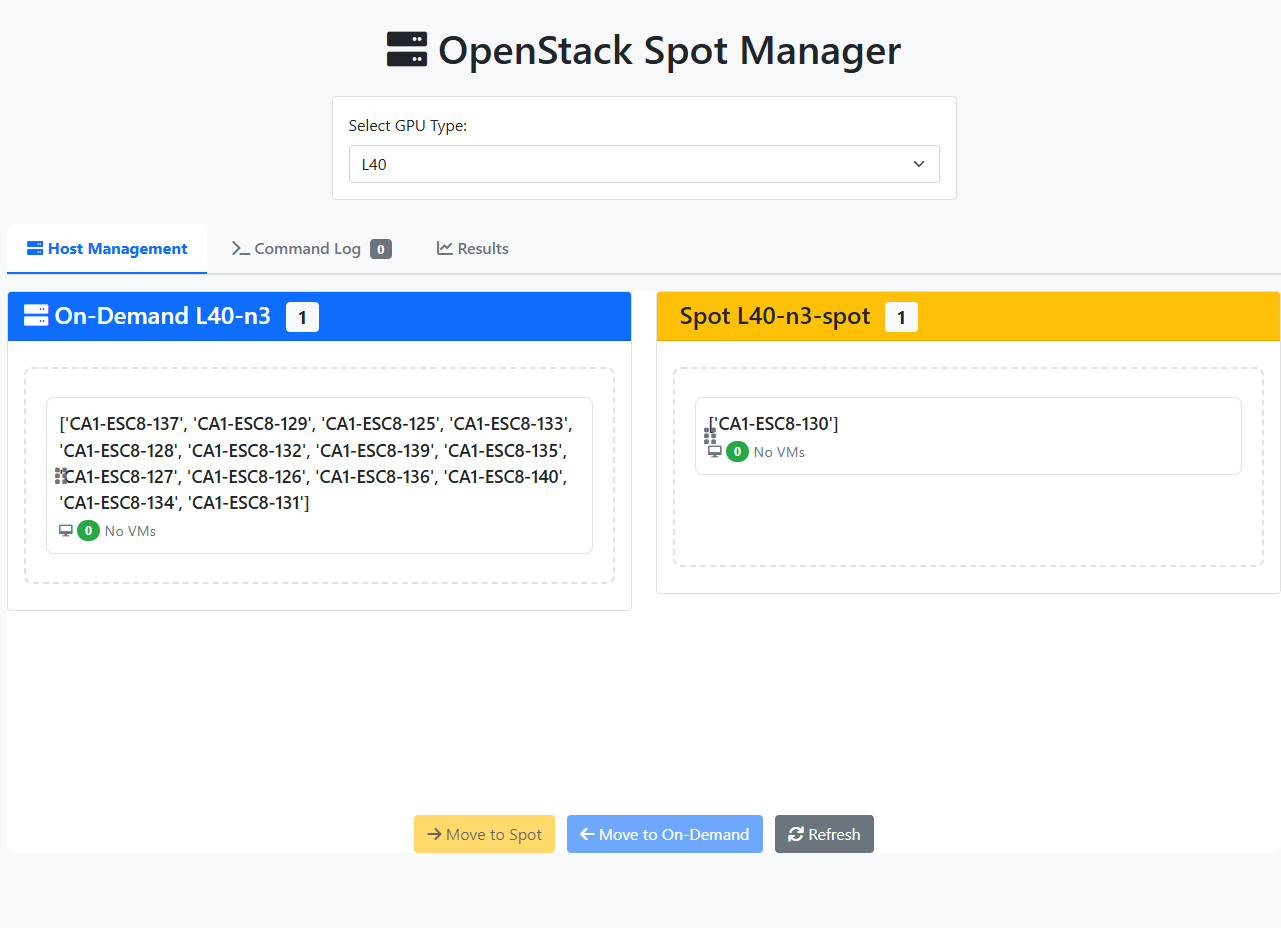 OpenStack Spot Manager
Select GPU Type:
L40
Host Management
Command Log 0
Results
On-Demand L40-n3 1
['CA1-ESC8-137', 'CA1-ESC8-129', 'CA1-ESC8-125', 'CA1-ESC8-133',
'CA1-ESC8-128', 'CA1-ESC8-132', 'CA1-ESC8-139', 'CA1-ESC8-135',
'CA1-ESC8-127', 'CA1-ESC8-126', 'CA1-ESC8-136', 'CA1-ESC8-140',
'CA1-ESC8-134', 'CA1-ESC8-131']
0 No VMs
Spot L40-n3-spot 1
['CA1-ESC8-130']
0 No VMs
Move to Spot
Move to On-Demand
Refresh